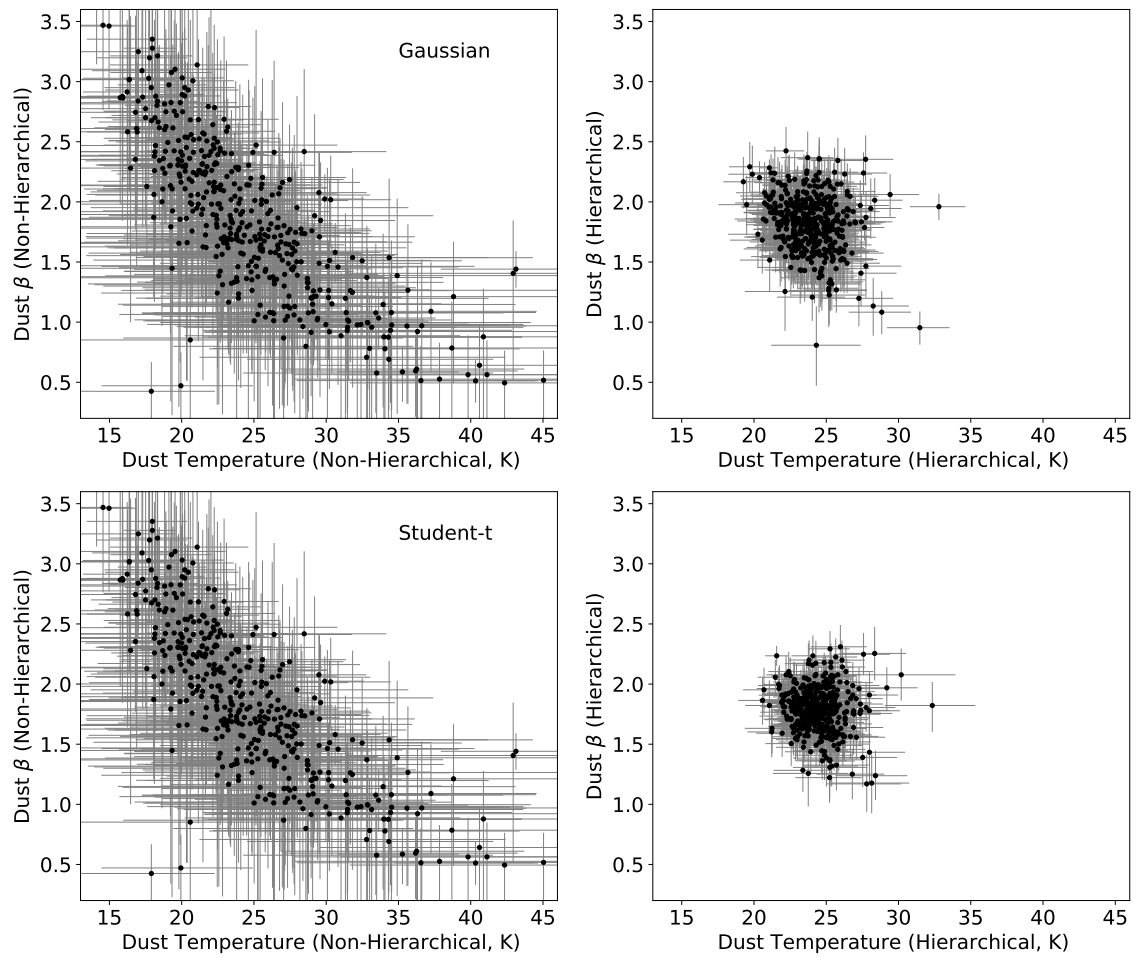 3.5
3.0
2.5
2.0
1.5
1.0
0.5
Dust β (Non-Hierarchical)
Gaussian
15 20 25 30 35 40 45
Dust Temperature (Non-Hierarchical, K)
3.5
3.0
2.5
2.0
1.5
1.0
0.5
Dust β (Hierarchical)
15 20 25 30 35 40 45
Dust Temperature (Hierarchical, K)
3.5
3.0
2.5
2.0
1.5
1.0
0.5
Dust β (Non-Hierarchical)
Student-t
15 20 25 30 35 40 45
Dust Temperature (Non-Hierarchical, K)
3.5
3.0
2.5
2.0
1.5
1.0
0.5
Dust β (Hierarchical)
15 20 25 30 35 40 45
Dust Temperature (Hierarchical, K)